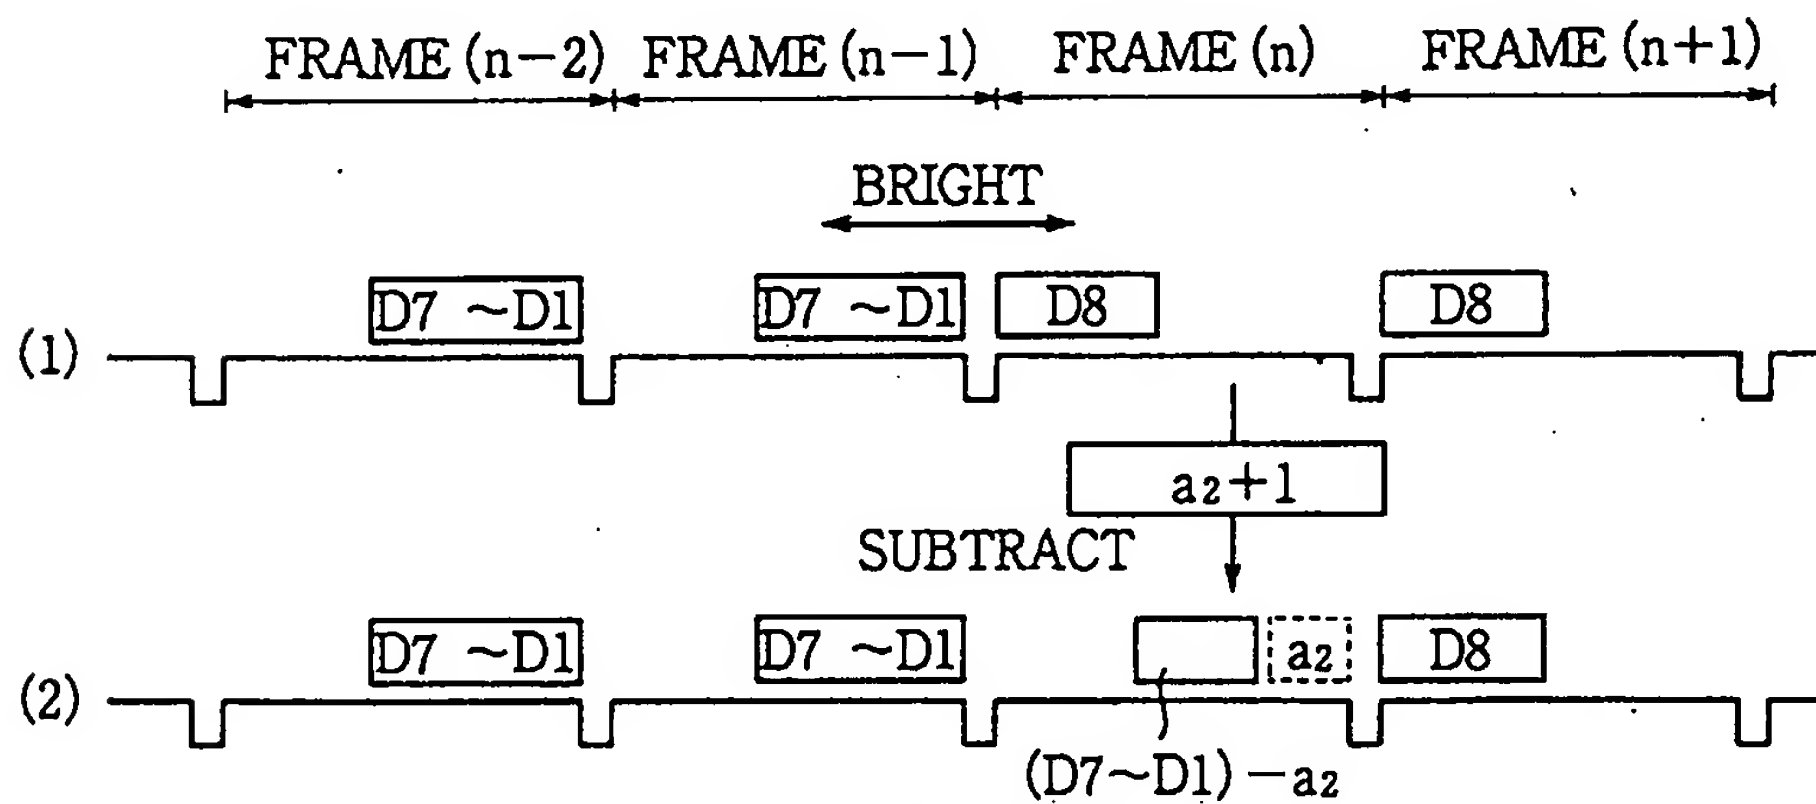 FRAME (n−2) FRAME (n−1) FRAME (n) FRAME (n+1)
BRIGHT
(1) D7 ~D1 D7 ~D1 D8 D8
a2+1
SUBTRACT
(2) D7 ~D1 D7 ~D1 a2 D8
(D7~D1) −a2